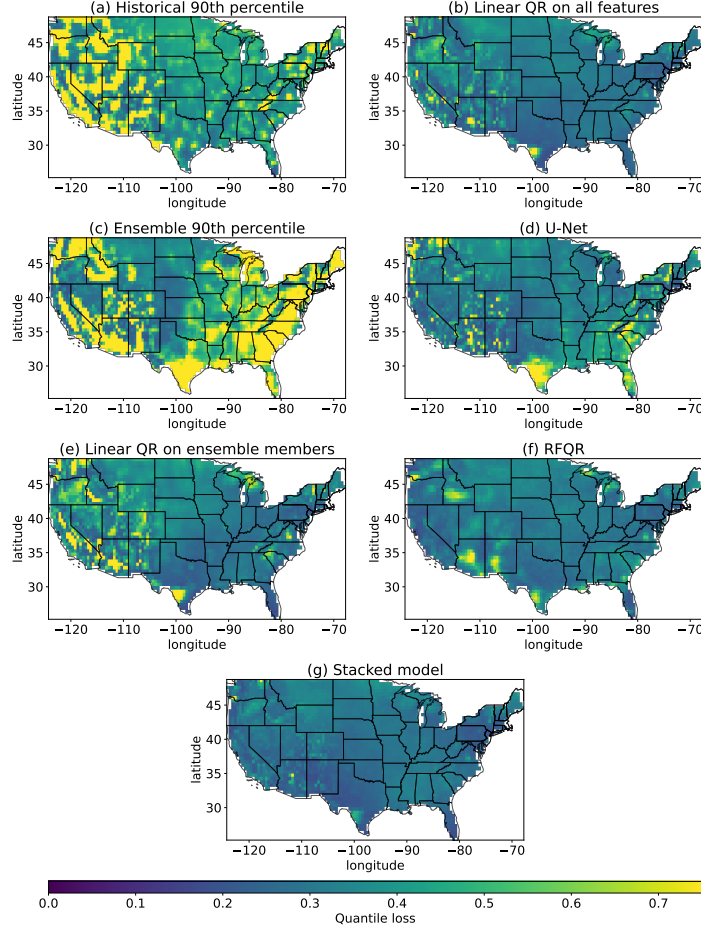 (a) Historical 90th percentile
(b) Linear QR on all features
latitude
45
40
35
30
−120 −110 −100 −90 −80 −70
longitude
latitude
45
40
35
30
−120 −110 −100 −90 −80 −70
longitude
(c) Ensemble 90th percentile
(d) U-Net
latitude
45
40
35
30
−120 −110 −100 −90 −80 −70
longitude
latitude
45
40
35
30
−120 −110 −100 −90 −80 −70
longitude
(e) Linear QR on ensemble members
(f) RFQR
latitude
45
40
35
30
−120 −110 −100 −90 −80 −70
longitude
latitude
45
40
35
30
−120 −110 −100 −90 −80 −70
longitude
(g) Stacked model
latitude
45
40
35
30
−120 −110 −100 −90 −80 −70
longitude
0.0 0.1 0.2 0.3 0.4 0.5 0.6 0.7
Quantile loss